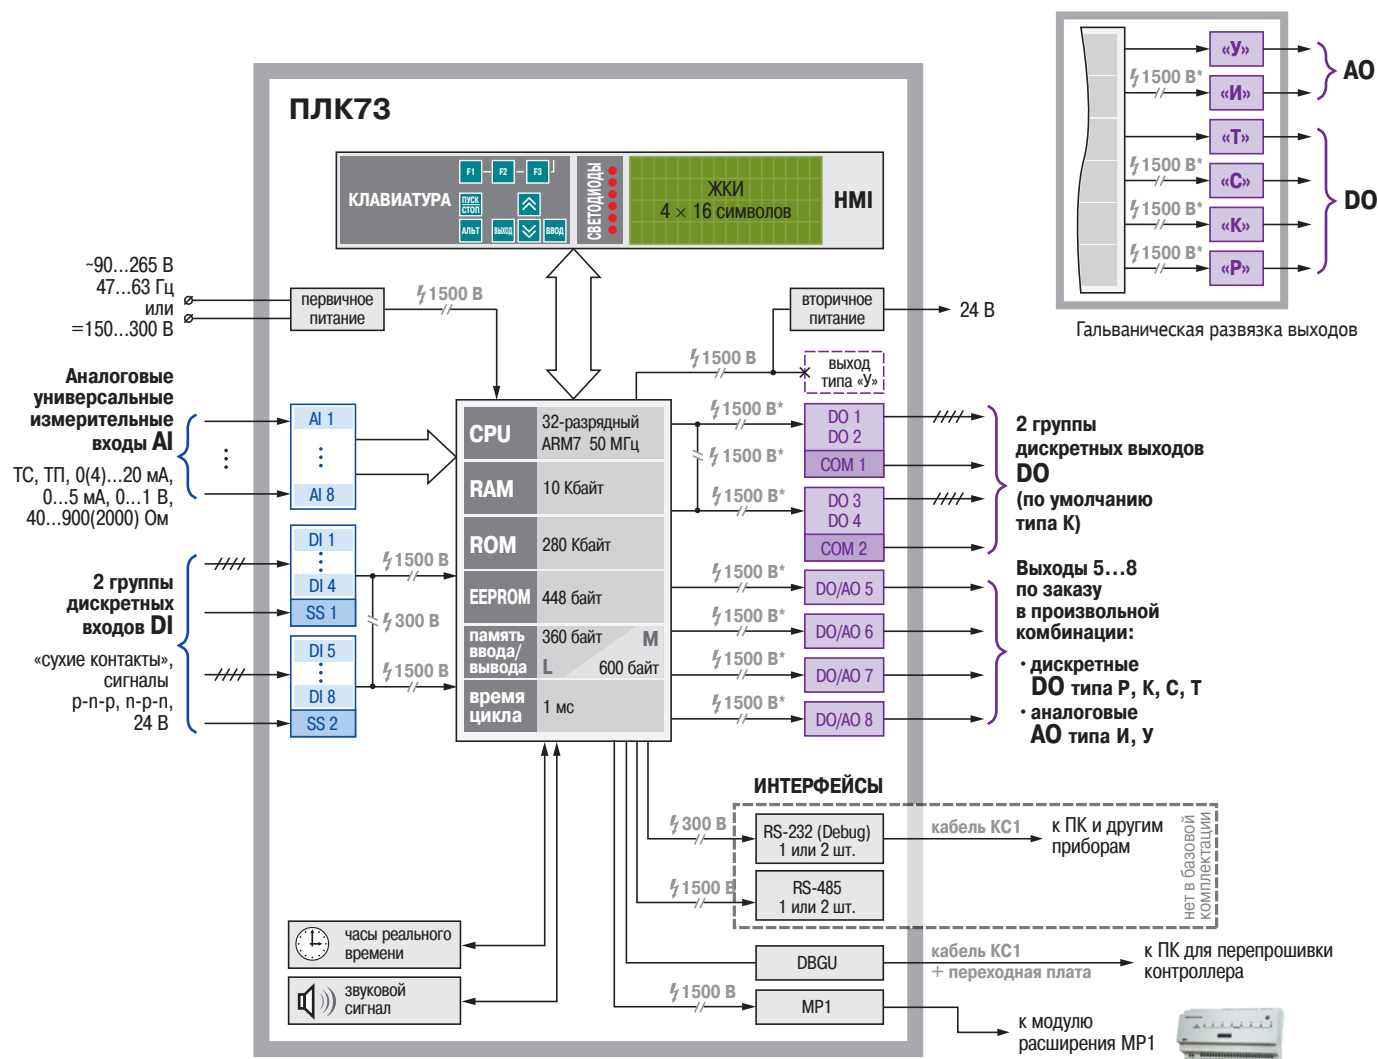 ПЛК73
КЛАВИАТУРА
F1
F2
F3
ПУСК
СТОП
АЛЬТ
ВЫХОД
ВВОД
СВЕТОДИОДЫ
ЖКИ
4 × 16 символов
HMI
~90...265 В
47...63 Гц
или
=150...300 В
первичное
питание
1500 В
вторичное
питание
24 В
1500 В
выход
типа «У»
Аналоговые
универсальные
измерительные
входы AI
ТС, ТП, 0(4)...20 мА,
0...5 мА, 0...1 В,
40...900(2000) Ом
AI 1
AI 8
2 группы
дискретных
входов DI
«сухие контакты»,
сигналы
p-n-p, n-p-n,
24 В
DI 1
DI 4
SS 1
DI 5
DI 8
SS 2
1500 В
300 В
1500 В
CPU
32-разрядный
ARM7 50 МГц
RAM
10 Кбайт
ROM
280 Кбайт
EEPROM
448 байт
память
ввода/
вывода
360 байт
M
L
600 байт
время
цикла
1 мс
1500 В*
1500 В*
1500 В*
DO 1
DO 2
COM 1
DO 3
DO 4
COM 2
2 группы
дискретных выходов
DO
(по умолчанию
типа К)
1500 В*
DO/AO 5
1500 В*
DO/AO 6
1500 В*
DO/AO 7
1500 В*
DO/AO 8
Выходы 5...8
по заказу
в произвольной
комбинации:
· дискретные
DO типа Р, К, С, Т
· аналоговые
АО типа И, У
ИНТЕРФЕЙСЫ
300 В
RS-232 (Debug)
1 или 2 шт.
кабель КС1
к ПК и другим
приборам
1500 В
RS-485
1 или 2 шт.
нет в базовой
комплектации
DBGU
кабель КС1
+ переходная плата
к ПК для перепрошивки
контроллера
1500 В
МР1
к модулю
расширения МР1
часы реального
времени
звуковой
сигнал
«У»
1500 В*
«И»
АО
«Т»
1500 В*
«С»
1500 В*
«К»
1500 В*
«Р»
DO
Гальваническая развязка выходов